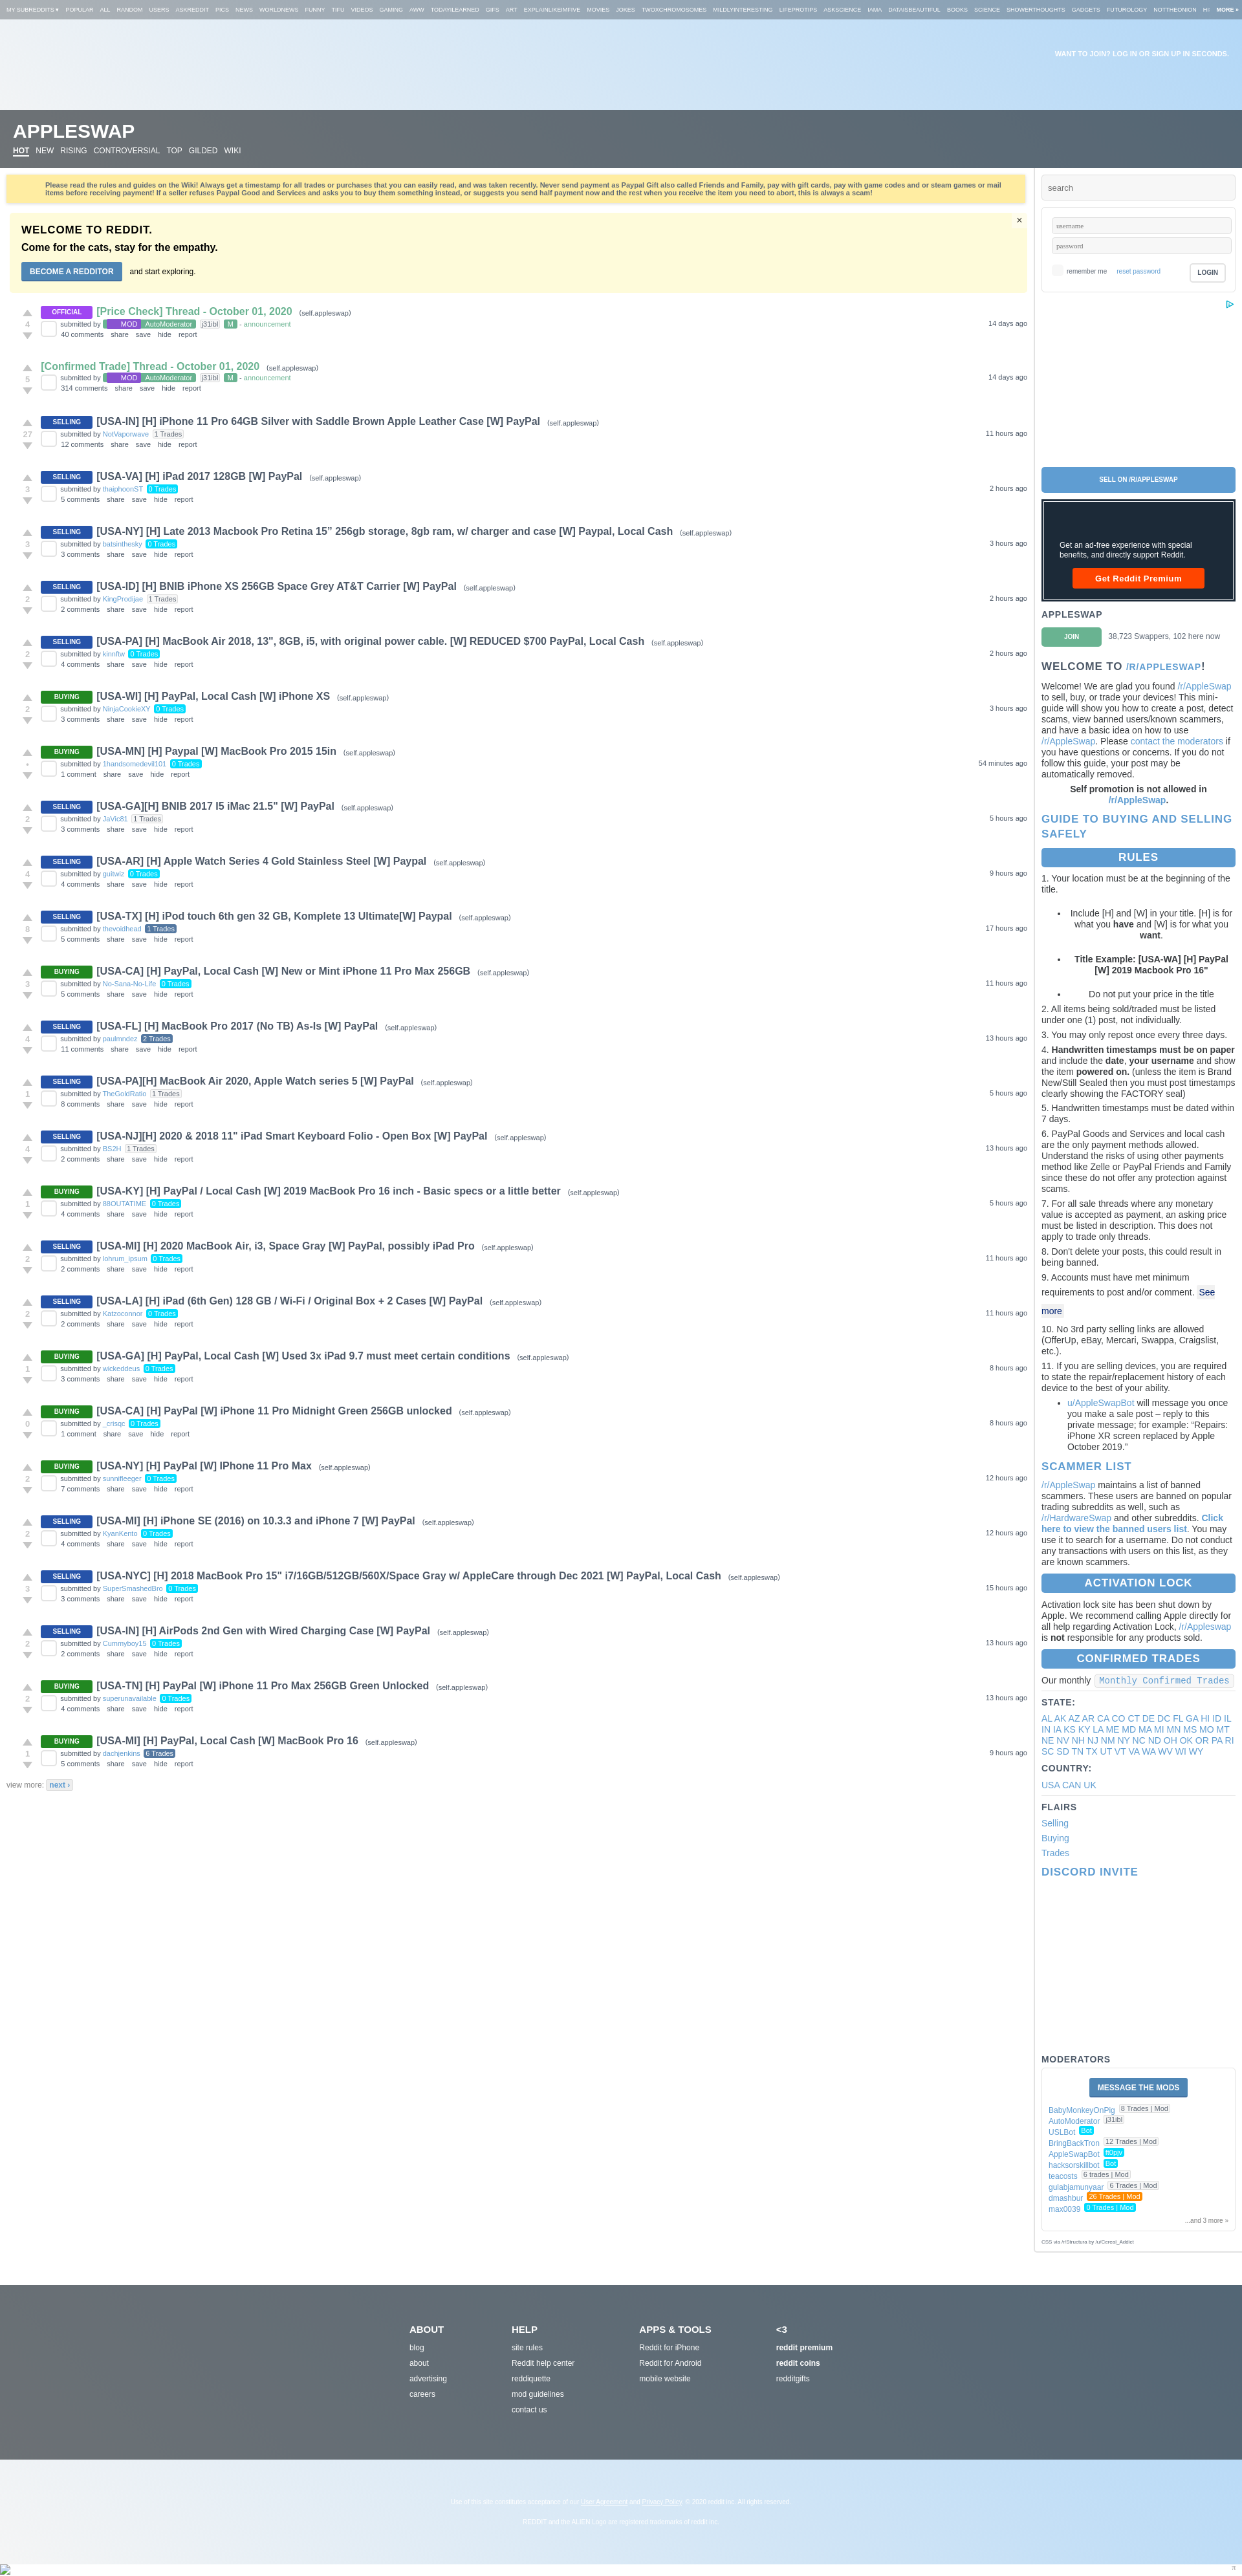 MY SUBREDDITS ▾ POPULAR ALL RANDOM USERS ASKREDDIT PICS NEWS WORLDNEWS FUNNY TIFU VIDEOS GAMING AWW TODAYILEARNED GIFS ART EXPLAINLIKEIMFIVE MOVIES JOKES TWOXCHROMOSOMES MILDLYINTERESTING LIFEPROTIPS ASKSCIENCE IAMA DATAISBEAUTIFUL BOOKS SCIENCE SHOWERTHOUGHTS GADGETS FUTUROLOGY NOTTHEONION HI MORE »
WANT TO JOIN? LOG IN OR SIGN UP IN SECONDS.
APPLESWAP
HOT NEW RISING CONTROVERSIAL TOP GILDED WIKI
Please read the rules and guides on the Wiki! Always get a timestamp for all trades or purchases that you can easily read, and was taken recently. Never send payment as Paypal Gift also called Friends and Family, pay with gift cards, pay with game codes and or steam games or mail
items before receiving payment! If a seller refuses Paypal Good and Services and asks you to buy them something instead, or suggests you send half payment now and the rest when you receive the item you need to abort, this is always a scam!
WELCOME TO REDDIT. ×
Come for the cats, stay for the empathy.
BECOME A REDDITOR and start exploring.
OFFICIAL [Price Check] Thread - October 01, 2020 (self.appleswap)
4 submitted by MOD AutoModerator j31ibl M - announcement 14 days ago
40 comments share save hide report
[Confirmed Trade] Thread - October 01, 2020 (self.appleswap)
5 submitted by MOD AutoModerator j31ibl M - announcement 14 days ago
314 comments share save hide report
SELLING [USA-IN] [H] iPhone 11 Pro 64GB Silver with Saddle Brown Apple Leather Case [W] PayPal (self.appleswap)
27 submitted by NotVaporwave 1 Trades 11 hours ago
12 comments share save hide report
SELLING [USA-VA] [H] iPad 2017 128GB [W] PayPal (self.appleswap)
3 submitted by thaiphoonST 0 Trades 2 hours ago
5 comments share save hide report
SELLING [USA-NY] [H] Late 2013 Macbook Pro Retina 15” 256gb storage, 8gb ram, w/ charger and case [W] Paypal, Local Cash (self.appleswap)
3 submitted by batsinthesky 0 Trades 3 hours ago
3 comments share save hide report
SELLING [USA-ID] [H] BNIB iPhone XS 256GB Space Grey AT&T Carrier [W] PayPal (self.appleswap)
2 submitted by KingProdijae 1 Trades 2 hours ago
2 comments share save hide report
SELLING [USA-PA] [H] MacBook Air 2018, 13", 8GB, i5, with original power cable. [W] REDUCED $700 PayPal, Local Cash (self.appleswap)
2 submitted by kinnftw 0 Trades 2 hours ago
4 comments share save hide report
BUYING [USA-WI] [H] PayPal, Local Cash [W] iPhone XS (self.appleswap)
2 submitted by NinjaCookieXY 0 Trades 3 hours ago
3 comments share save hide report
BUYING [USA-MN] [H] Paypal [W] MacBook Pro 2015 15in (self.appleswap)
• submitted by 1handsomedevil101 0 Trades 54 minutes ago
1 comment share save hide report
SELLING [USA-GA][H] BNIB 2017 I5 iMac 21.5" [W] PayPal (self.appleswap)
2 submitted by JaVic81 1 Trades 5 hours ago
3 comments share save hide report
SELLING [USA-AR] [H] Apple Watch Series 4 Gold Stainless Steel [W] Paypal (self.appleswap)
4 submitted by guitwiz 0 Trades 9 hours ago
4 comments share save hide report
SELLING [USA-TX] [H] iPod touch 6th gen 32 GB, Komplete 13 Ultimate[W] Paypal (self.appleswap)
8 submitted by thevoidhead 1 Trades 17 hours ago
5 comments share save hide report
BUYING [USA-CA] [H] PayPal, Local Cash [W] New or Mint iPhone 11 Pro Max 256GB (self.appleswap)
3 submitted by No-Sana-No-Life 0 Trades 11 hours ago
5 comments share save hide report
SELLING [USA-FL] [H] MacBook Pro 2017 (No TB) As-Is [W] PayPal (self.appleswap)
4 submitted by paulmndez 2 Trades 13 hours ago
11 comments share save hide report
SELLING [USA-PA][H] MacBook Air 2020, Apple Watch series 5 [W] PayPal (self.appleswap)
1 submitted by TheGoldRatio 1 Trades 5 hours ago
8 comments share save hide report
SELLING [USA-NJ][H] 2020 & 2018 11" iPad Smart Keyboard Folio - Open Box [W] PayPal (self.appleswap)
4 submitted by BS2H 1 Trades 13 hours ago
2 comments share save hide report
BUYING [USA-KY] [H] PayPal / Local Cash [W] 2019 MacBook Pro 16 inch - Basic specs or a little better (self.appleswap)
1 submitted by 88OUTATIME 0 Trades 5 hours ago
4 comments share save hide report
SELLING [USA-MI] [H] 2020 MacBook Air, i3, Space Gray [W] PayPal, possibly iPad Pro (self.appleswap)
2 submitted by lohrum_ipsum 0 Trades 11 hours ago
2 comments share save hide report
SELLING [USA-LA] [H] iPad (6th Gen) 128 GB / Wi-Fi / Original Box + 2 Cases [W] PayPal (self.appleswap)
2 submitted by Katzoconnor 0 Trades 11 hours ago
2 comments share save hide report
BUYING [USA-GA] [H] PayPal, Local Cash [W] Used 3x iPad 9.7 must meet certain conditions (self.appleswap)
1 submitted by wickeddeus 0 Trades 8 hours ago
3 comments share save hide report
BUYING [USA-CA] [H] PayPal [W] iPhone 11 Pro Midnight Green 256GB unlocked (self.appleswap)
0 submitted by _crisqc 0 Trades 8 hours ago
1 comment share save hide report
BUYING [USA-NY] [H] PayPal [W] IPhone 11 Pro Max (self.appleswap)
2 submitted by sunnifleeger 0 Trades 12 hours ago
7 comments share save hide report
SELLING [USA-MI] [H] iPhone SE (2016) on 10.3.3 and iPhone 7 [W] PayPal (self.appleswap)
2 submitted by KyanKento 0 Trades 12 hours ago
4 comments share save hide report
SELLING [USA-NYC] [H] 2018 MacBook Pro 15" i7/16GB/512GB/560X/Space Gray w/ AppleCare through Dec 2021 [W] PayPal, Local Cash (self.appleswap)
3 submitted by SuperSmashedBro 0 Trades 15 hours ago
3 comments share save hide report
SELLING [USA-IN] [H] AirPods 2nd Gen with Wired Charging Case [W] PayPal (self.appleswap)
2 submitted by Cummyboy15 0 Trades 13 hours ago
2 comments share save hide report
BUYING [USA-TN] [H] PayPal [W] iPhone 11 Pro Max 256GB Green Unlocked (self.appleswap)
2 submitted by superunavailable 0 Trades 13 hours ago
4 comments share save hide report
BUYING [USA-MI] [H] PayPal, Local Cash [W] MacBook Pro 16 (self.appleswap)
1 submitted by dachjenkins 6 Trades 9 hours ago
5 comments share save hide report
view more: next ›
search
username
password
remember me reset password LOGIN
SELL ON /R/APPLESWAP
Get an ad-free experience with special
benefits, and directly support Reddit.
Get Reddit Premium
APPLESWAP
JOIN 38,723 Swappers, 102 here now
WELCOME TO /R/APPLESWAP!
Welcome! We are glad you found /r/AppleSwap
to sell, buy, or trade your devices! This mini-
guide will show you how to create a post, detect
scams, view banned users/known scammers,
and have a basic idea on how to use
/r/AppleSwap. Please contact the moderators if
you have questions or concerns. If you do not
follow this guide, your post may be
automatically removed.
Self promotion is not allowed in
/r/AppleSwap.
GUIDE TO BUYING AND SELLING
SAFELY
RULES
1. Your location must be at the beginning of the
title.
• Include [H] and [W] in your title. [H] is for
what you have and [W] is for what you
want.
• Title Example: [USA-WA] [H] PayPal
[W] 2019 Macbook Pro 16"
• Do not put your price in the title
2. All items being sold/traded must be listed
under one (1) post, not individually.
3. You may only repost once every three days.
4. Handwritten timestamps must be on paper
and include the date, your username and show
the item powered on. (unless the item is Brand
New/Still Sealed then you must post timestamps
clearly showing the FACTORY seal)
5. Handwritten timestamps must be dated within
7 days.
6. PayPal Goods and Services and local cash
are the only payment methods allowed.
Understand the risks of using other payments
method like Zelle or PayPal Friends and Family
since these do not offer any protection against
scams.
7. For all sale threads where any monetary
value is accepted as payment, an asking price
must be listed in description. This does not
apply to trade only threads.
8. Don't delete your posts, this could result in
being banned.
9. Accounts must have met minimum
requirements to post and/or comment. See
more
10. No 3rd party selling links are allowed
(OfferUp, eBay, Mercari, Swappa, Craigslist,
etc.).
11. If you are selling devices, you are required
to state the repair/replacement history of each
device to the best of your ability.
• u/AppleSwapBot will message you once
you make a sale post – reply to this
private message; for example: “Repairs:
iPhone XR screen replaced by Apple
October 2019.”
SCAMMER LIST
/r/AppleSwap maintains a list of banned
scammers. These users are banned on popular
trading subreddits as well, such as
/r/HardwareSwap and other subreddits. Click
here to view the banned users list. You may
use it to search for a username. Do not conduct
any transactions with users on this list, as they
are known scammers.
ACTIVATION LOCK
Activation lock site has been shut down by
Apple. We recommend calling Apple directly for
all help regarding Activation Lock, /r/Appleswap
is not responsible for any products sold.
CONFIRMED TRADES
Our monthly Monthly Confirmed Trades
STATE:
AL AK AZ AR CA CO CT DE DC FL GA HI ID IL
IN IA KS KY LA ME MD MA MI MN MS MO MT
NE NV NH NJ NM NY NC ND OH OK OR PA RI
SC SD TN TX UT VT VA WA WV WI WY
COUNTRY:
USA CAN UK
FLAIRS
Selling
Buying
Trades
DISCORD INVITE
MODERATORS
MESSAGE THE MODS
BabyMonkeyOnPig 8 Trades | Mod
AutoModerator j31ibl
USLBot Bot
BringBackTron 12 Trades | Mod
AppleSwapBot ft0pjv
hacksorskillbot Bot
teacosts 6 trades | Mod
gulabjamunyaar 6 Trades | Mod
dmashbur 26 Trades | Mod
max0039 0 Trades | Mod
...and 3 more »
CSS via /r/Structura by /u/Cereal_Addict
ABOUT
blog
about
advertising
careers
HELP
site rules
Reddit help center
reddiquette
mod guidelines
contact us
APPS & TOOLS
Reddit for iPhone
Reddit for Android
mobile website
<3
reddit premium
reddit coins
redditgifts
Use of this site constitutes acceptance of our User Agreement and Privacy Policy. © 2020 reddit inc. All rights reserved.
REDDIT and the ALIEN Logo are registered trademarks of reddit inc.
π